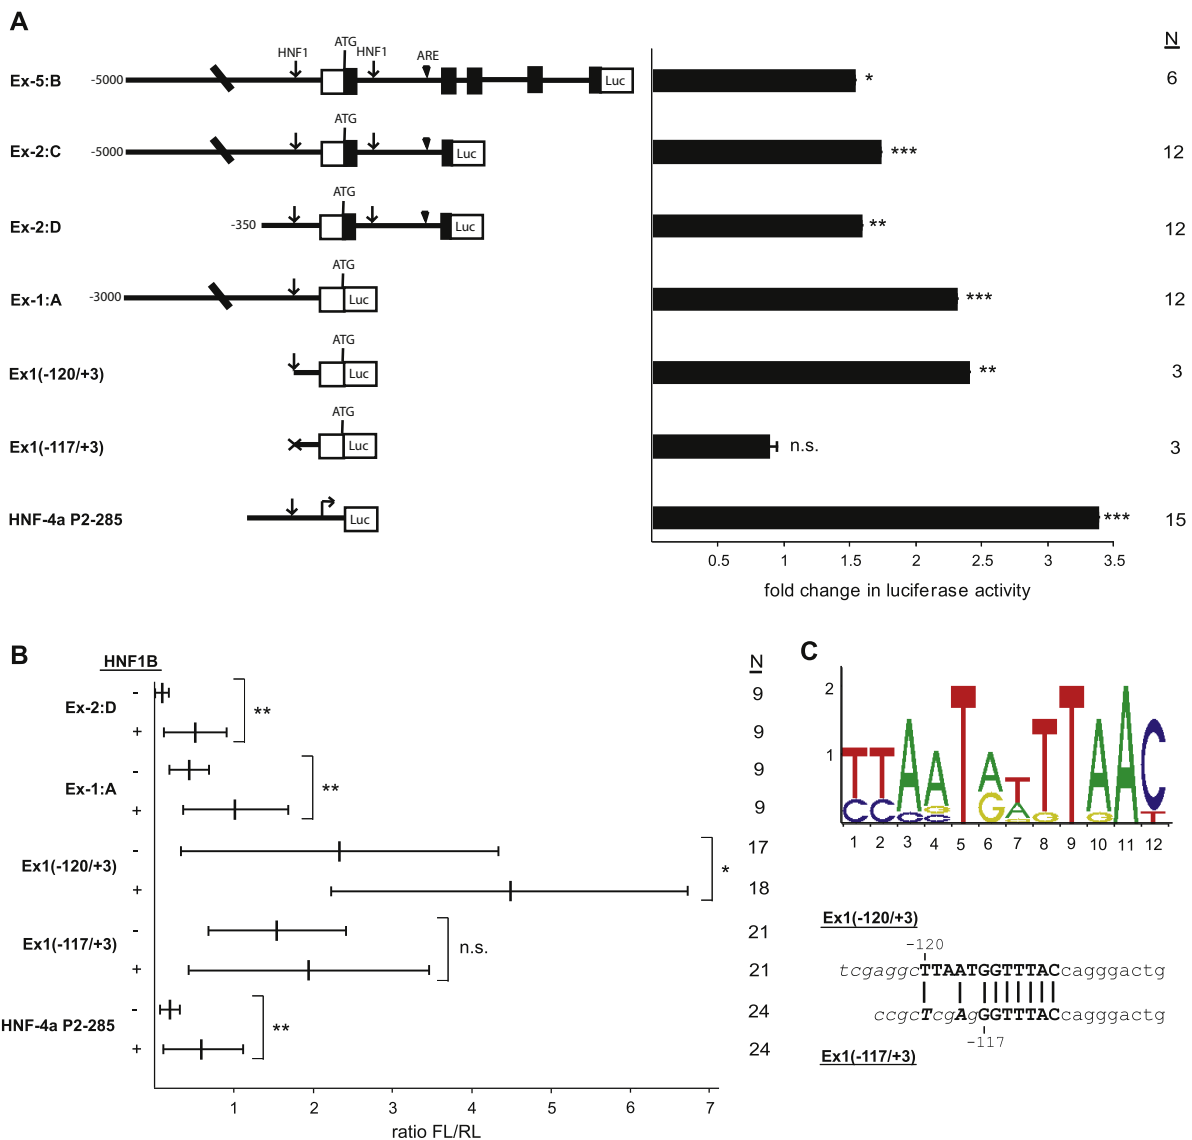 A
N
ATG
HNF1
HNF1
ARE
Ex-5:B
-5000
Luc
*
6
ATG
Ex-2:C
-5000
Luc
***
12
ATG
Ex-2:D
-350
Luc
**
12
ATG
Ex-1:A
-3000
Luc
***
12
ATG
Ex1(-120/+3)
Luc
**
3
ATG
Ex1(-117/+3)
Luc
n.s.
3
HNF-4a P2-285
Luc
***
15
0.5 1 1.5 2 2.5 3 3.5
fold change in luciferase activity
B
HNF1B
N
Ex-2:D
-
+
**
9
9
Ex-1:A
-
+
**
9
9
Ex1(-120/+3)
-
+
*
17
18
Ex1(-117/+3)
-
+
n.s.
21
21
HNF-4a P2-285
-
+
**
24
24
1 2 3 4 5 6 7
ratio FL/RL
C
2
1
TTAATATTTAAC
CCGGGAGGT
CC
1 2 3 4 5 6 7 8 9 10 11 12
Ex1(-120/+3)
-120
tcgaggcTTAATGGTTTACcagggactg
ccgcTcgAgGGTTTACcagggactg
-117
Ex1(-117/+3)